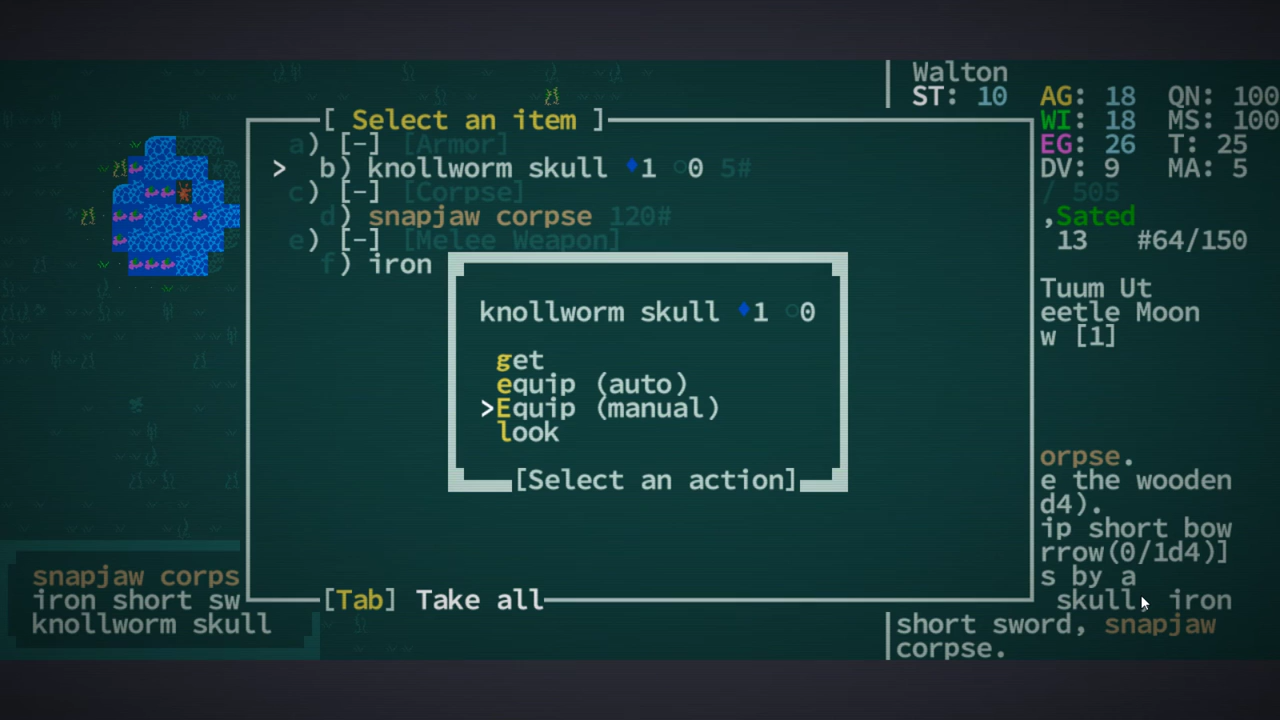 Walton
ST: 10 AG: 18 QN: 100
WI: 18 MS: 100
EG: 26 T: 25
DV: 9 MA: 5
/ 505
,Sated
13 #64/150
Tuum Ut
eetle Moon
w [1]
[ Select an item ]
a) [-] [Armor]
> b) knollworm skull ♦1 ○0 5#
c) [-] [Corpse]
d) snapjaw corpse 120#
e) [-] [Melee Weapon]
f) iron
knollworm skull ♦1 ○0
get
equip (auto)
>Equip (manual)
look
[Select an action]
[Tab] Take all
orpse.
e the wooden
d4).
ip short bow
rrow(0/1d4)]
s by a
skull, iron
short sword, snapjaw
corpse.
snapjaw corps
iron short sw
knollworm skull